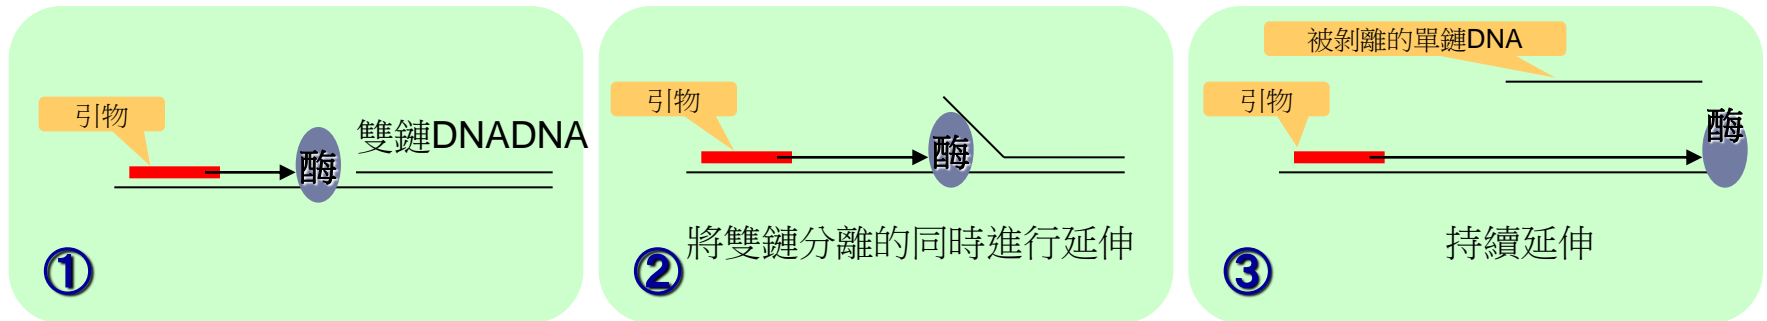 引物
酶
雙鏈DNADNA
①
引物
酶
將雙鏈分離的同時進行延伸
②
被剝離的單鏈DNA
引物
酶
持續延伸
③